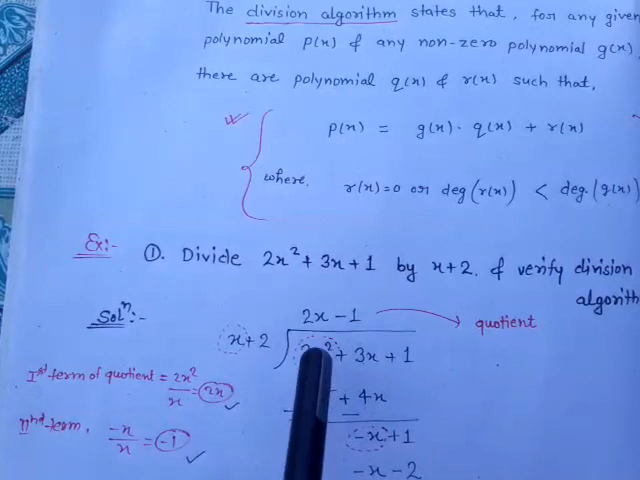 The division algorithm states that, for any given
polynomial p(x) & any non-zero polynomial g(x),
there are polynomial q(x) & r(x) such that,
p(x) = g(x). q(x) + r(x)
where, r(x)=0 or deg(r(x)) < deg.(g(x))
Ex:- ①. Divide 2x² + 3x + 1 by x+2. & verify division
algorith
Solⁿ:-
2x - 1 → quotient
x + 2 + 3x + 1
Ist term of quotient = 2x²/x = 2x
+ 4x
IInd term, -x/x = -1
-x + 1
-x - 2